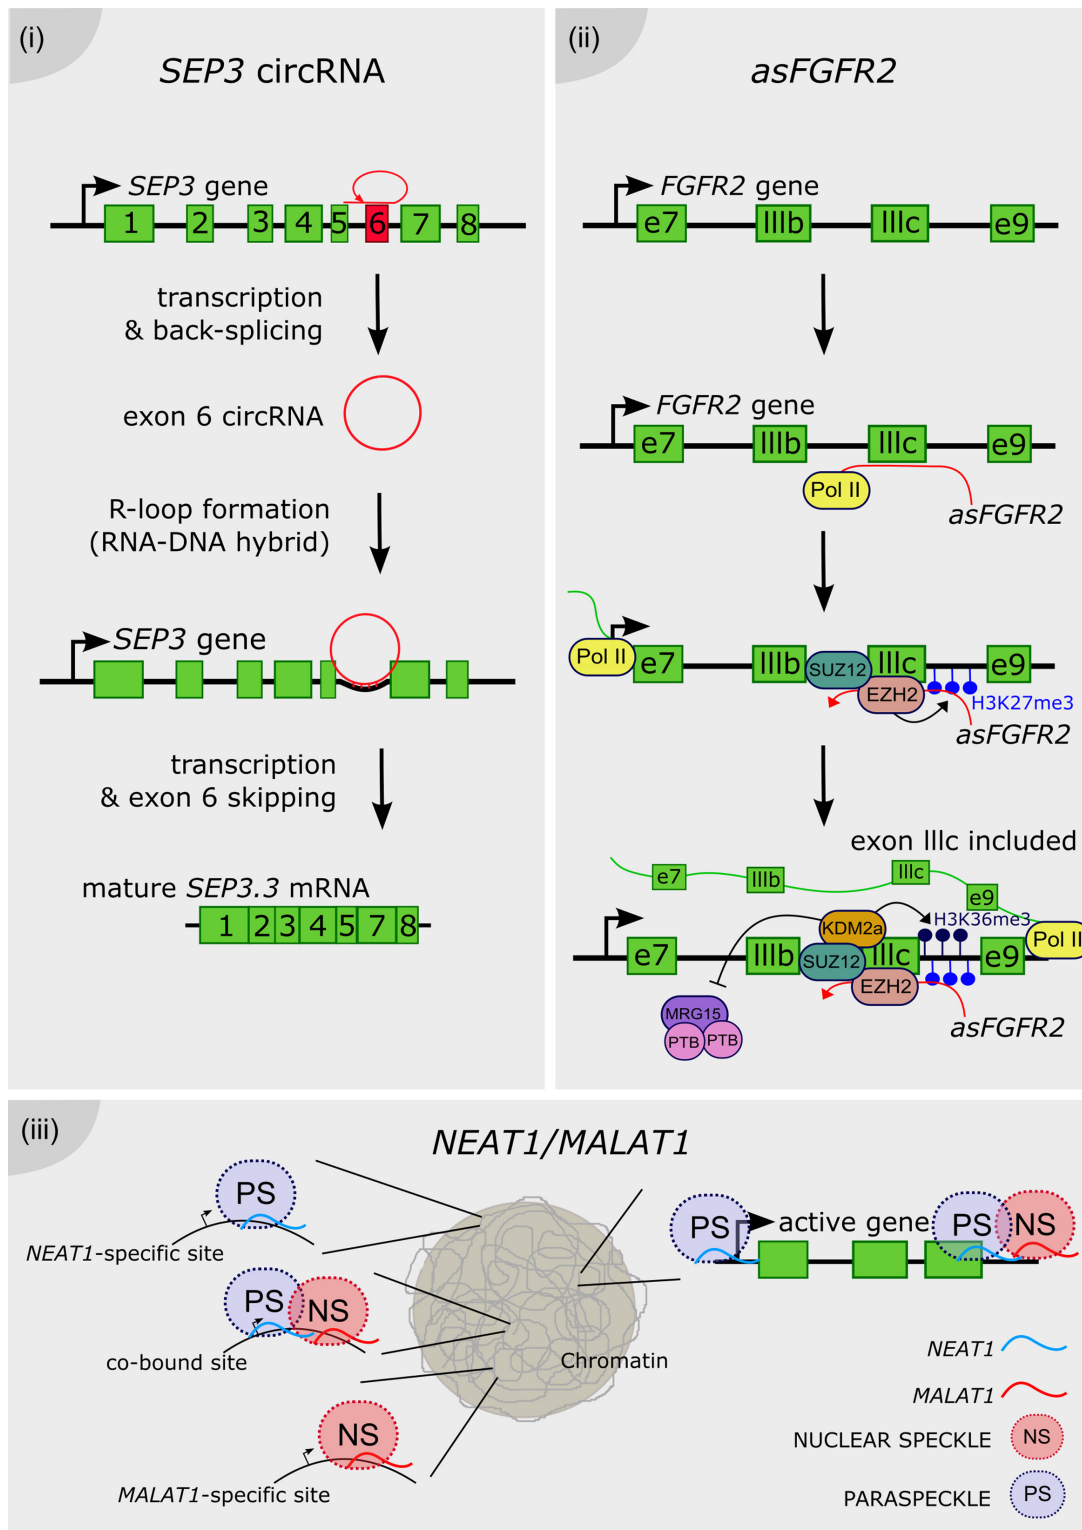 (i)
SEP3 circRNA
SEP3 gene
1 2 3 4 5 6 7 8
transcription
& back-splicing
exon 6 circRNA
R-loop formation
(RNA-DNA hybrid)
SEP3 gene
transcription
& exon 6 skipping
mature SEP3.3 mRNA
1 2 3 4 5 7 8
(ii)
asFGFR2
FGFR2 gene
e7 IIIb IIIc e9
FGFR2 gene
e7 IIIb IIIc e9
Pol II
asFGFR2
Pol II e7 IIIb SUZ12 IIIc e9
EZH2 H3K27me3
asFGFR2
exon IIIc included
e7 IIIb IIIc e9
KDM2a H3K36me3
e7 IIIb SUZ12 IIIc e9 Pol II
EZH2
MRG15
PTB PTB
asFGFR2
(iii)
NEAT1/MALAT1
PS
NEAT1-specific site
PS NS
co-bound site
NS
MALAT1-specific site
Chromatin
PS active gene PS NS
NEAT1
MALAT1
NUCLEAR SPECKLE NS
PARASPECKLE PS